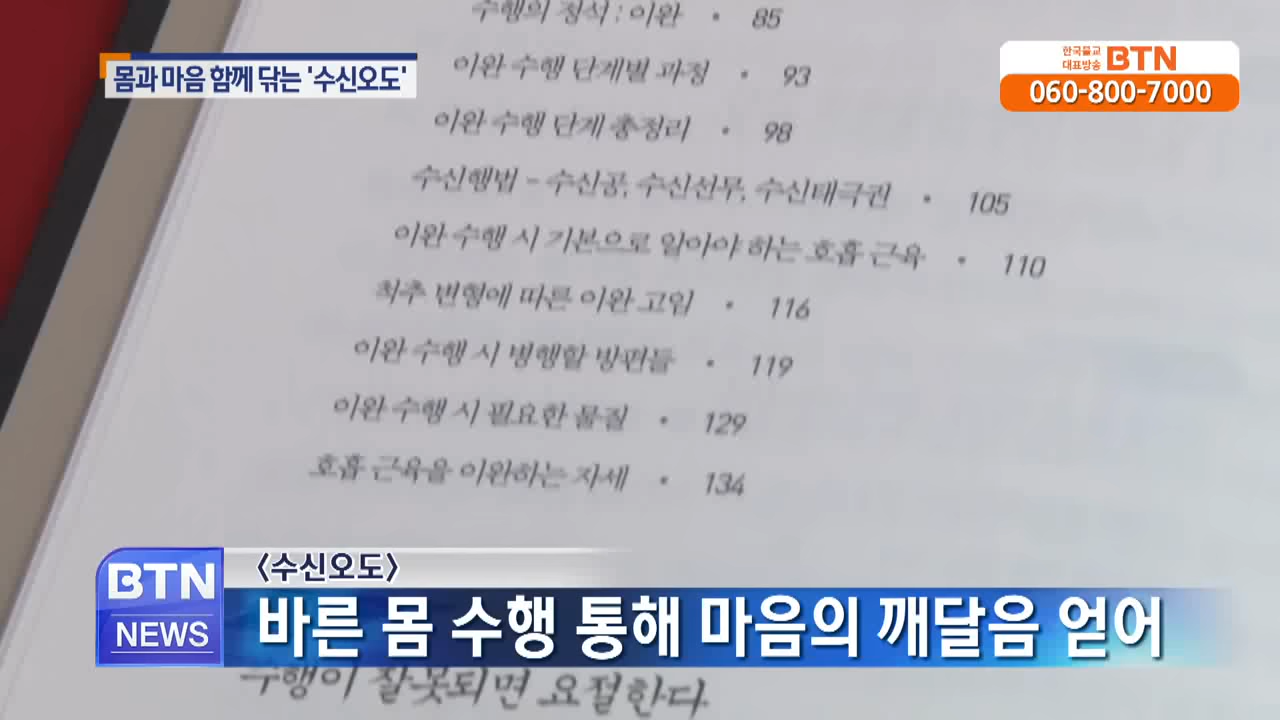 수행의 정석 : 이완 • 85
한국불교
대표방송
BTN
060-800-7000
몸과 마음 함께 닦는 '수신오도'
이완 수행 단계별 과정 • 93
이완 수행 단계 총정리 • 98
수신행법 - 수신공, 수신선무, 수신태극권 • 105
이완 수행 시 기본으로 알아야 하는 호흡 근육 • 110
척추 변형에 따른 이완 고임 • 116
이완 수행 시 병행할 방편들 • 119
이완 수행 시 필요한 물질 • 129
호흡 근육을 이완하는 자세 • 134
BTN
NEWS
〈수신오도〉
바른 몸 수행 통해 마음의 깨달음 얻어
수행이 잘못되면 요절한다